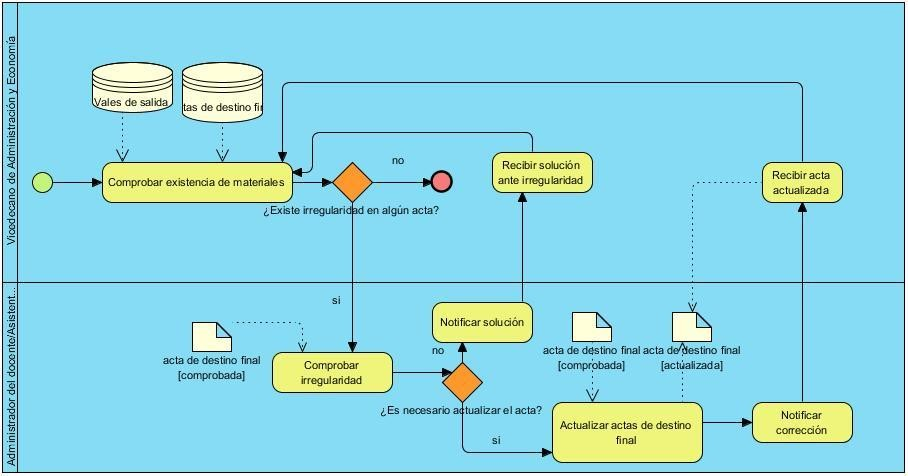 Vicedecano de Administración y Economía
Vales de salida
tas de destino fin
Comprobar existencia de materiales
no
¿Existe irregularidad en algún acta?
Recibir solución
ante irregularidad
Recibir acta
actualizada
Administrador del docente/Asistent...
si
acta de destino final
[comprobada]
Comprobar
irregularidad
Notificar solución
no
¿Es necesario actualizar el acta?
si
acta de destino final
[comprobada]
acta de destino final
[actualizada]
Actualizar actas de destino
final
Notificar
corrección